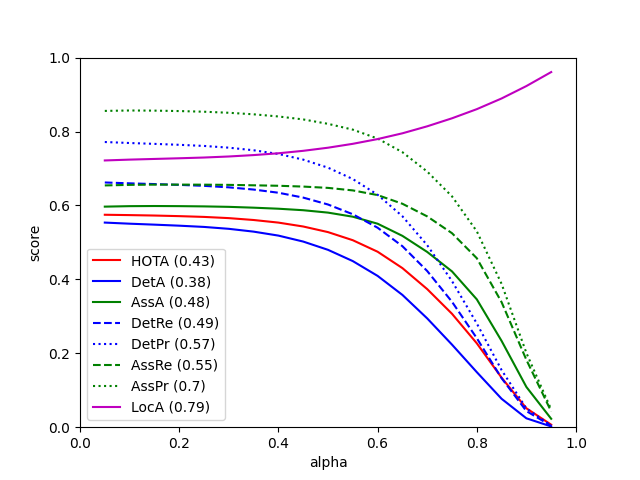 1.0
0.8
0.6
0.4
0.2
0.0
score
HOTA (0.43)
DetA (0.38)
AssA (0.48)
DetRe (0.49)
DetPr (0.57)
AssRe (0.55)
AssPr (0.7)
LocA (0.79)
0.0 0.2 0.4 0.6 0.8 1.0
alpha